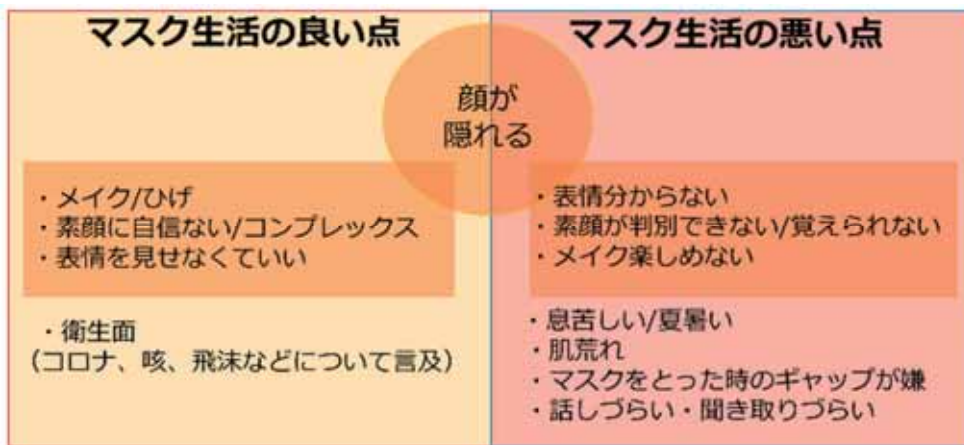 マスク生活の良い点
顔が
隠れる
・メイク/ひげ
・素顔に自信ない/コンプレックス
・表情を見せなくていい
・衛生面
(コロナ、咳、飛沫などについて言及)
マスク生活の悪い点
・表情分からない
・素顔が判別できない/覚えられない
・メイク楽しめない
・息苦しい/夏暑い
・肌荒れ
・マスクをとった時のギャップが嫌
・話しづらい・聞き取りづらい